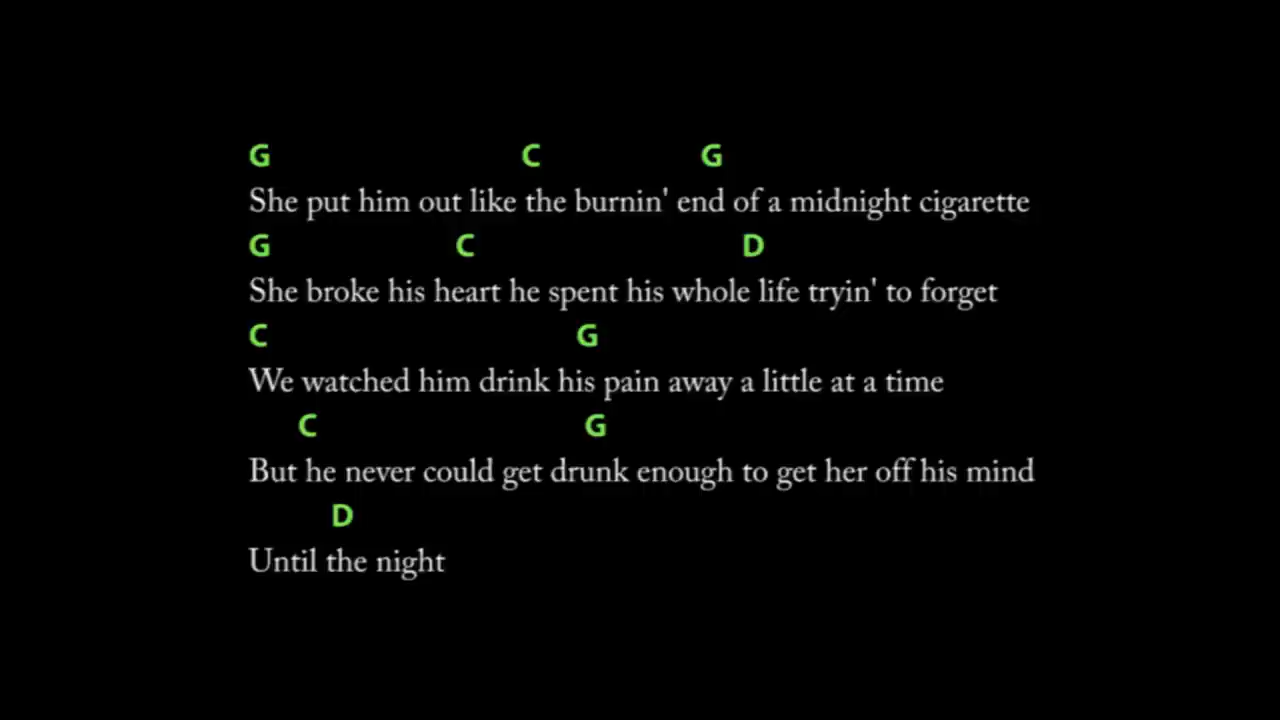 G C G
She put him out like the burnin' end of a midnight cigarette
G C D
She broke his heart he spent his whole life tryin' to forget
C G
We watched him drink his pain away a little at a time
C G
But he never could get drunk enough to get her off his mind
D
Until the night